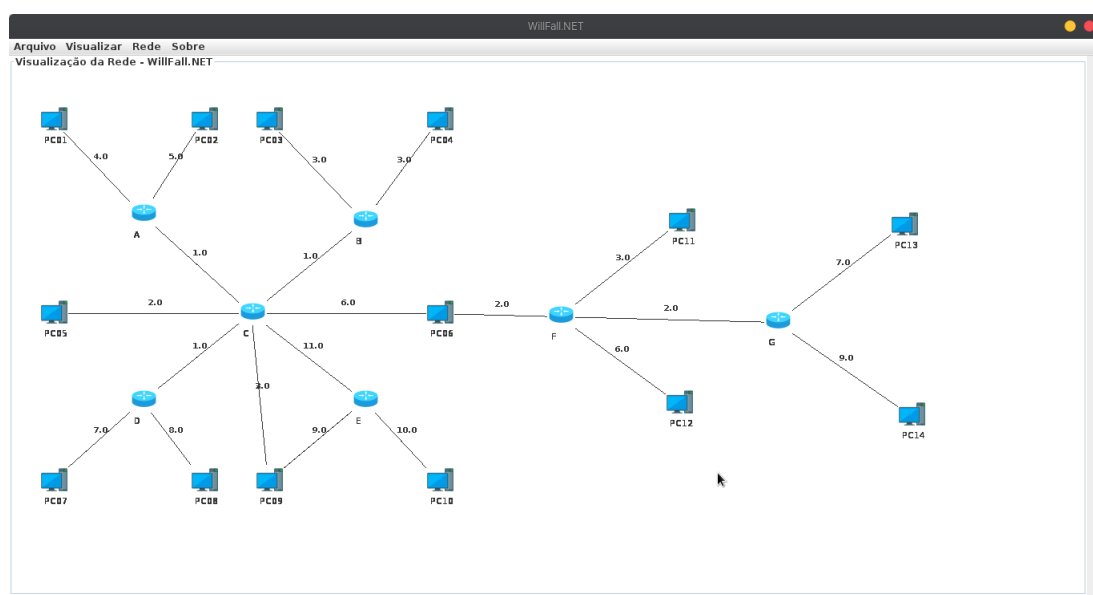 WillFall.NET
Arquivo Visualizar Rede Sobre
Visualização da Rede - WillFall.NET
PC01 PC02 PC03 PC04
4.0 5.0 3.0 3.0
A B
PC11 PC13
1.0 1.0 3.0 7.0
2.0 6.0 2.0 2.0
PC05 C PC06 F G
1.0 11.0 6.0 9.0
D E
7.0 8.0 9.0 10.0
PC12 PC14
PC07 PC08 PC09 PC10